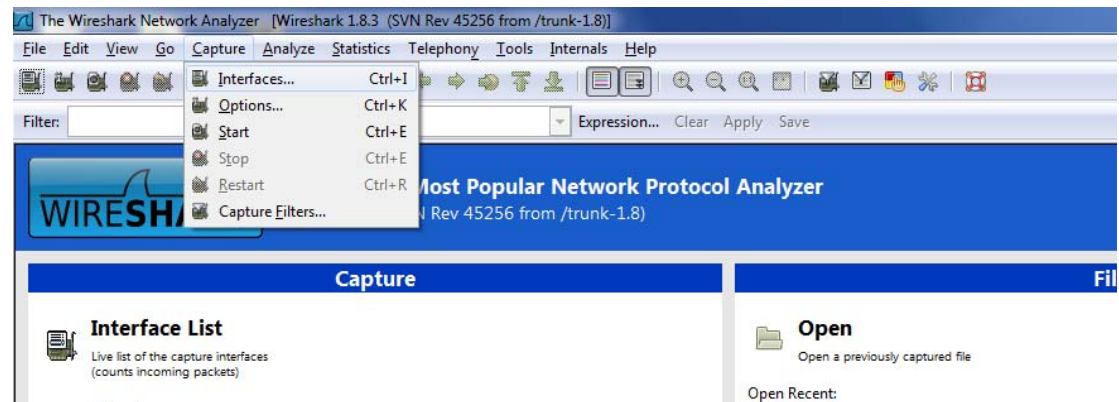 The Wireshark Network Analyzer [Wireshark 1.8.3 (SVN Rev 45256 from /trunk-1.8)]
File Edit View Go Capture Analyze Statistics Telephony Tools Internals Help
Interfaces... Ctrl+I
Options... Ctrl+K
Filter: Expression... Clear Apply Save
Start Ctrl+E
Stop Ctrl+E
Restart Ctrl+R
Capture Filters...
Most Popular Network Protocol Analyzer
Rev 45256 from /trunk-1.8)
WIRESH
Capture
Fil
Interface List
Live list of the capture interfaces
(counts incoming packets)
Open
Open a previously captured file
Open Recent: